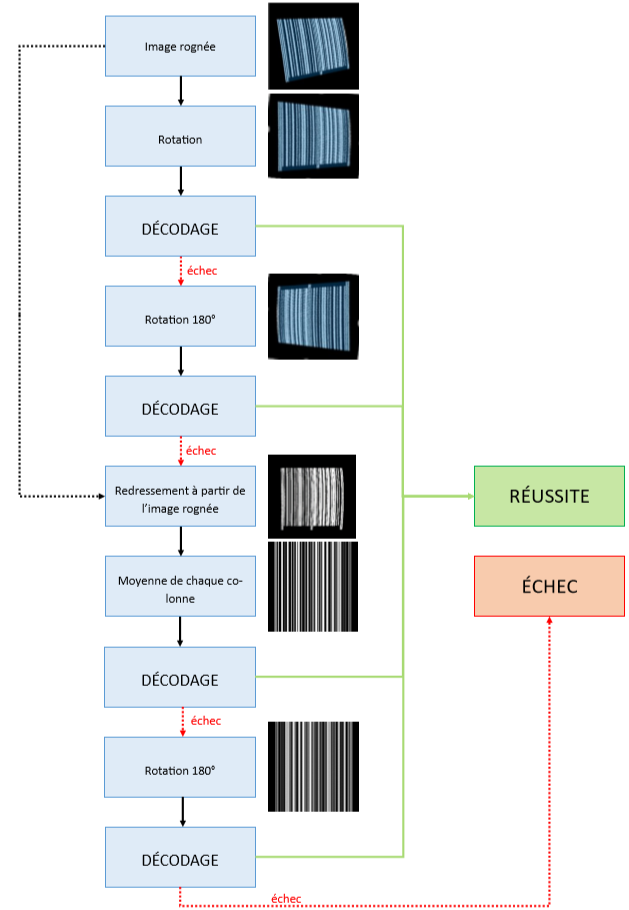 Image rognée
Rotation
DÉCODAGE
échec
Rotation 180°
DÉCODAGE
échec
Redressement à partir de
l'image rognée
RÉUSSITE
Moyenne de chaque co-
lonne
ÉCHEC
DÉCODAGE
échec
Rotation 180°
DÉCODAGE
échec